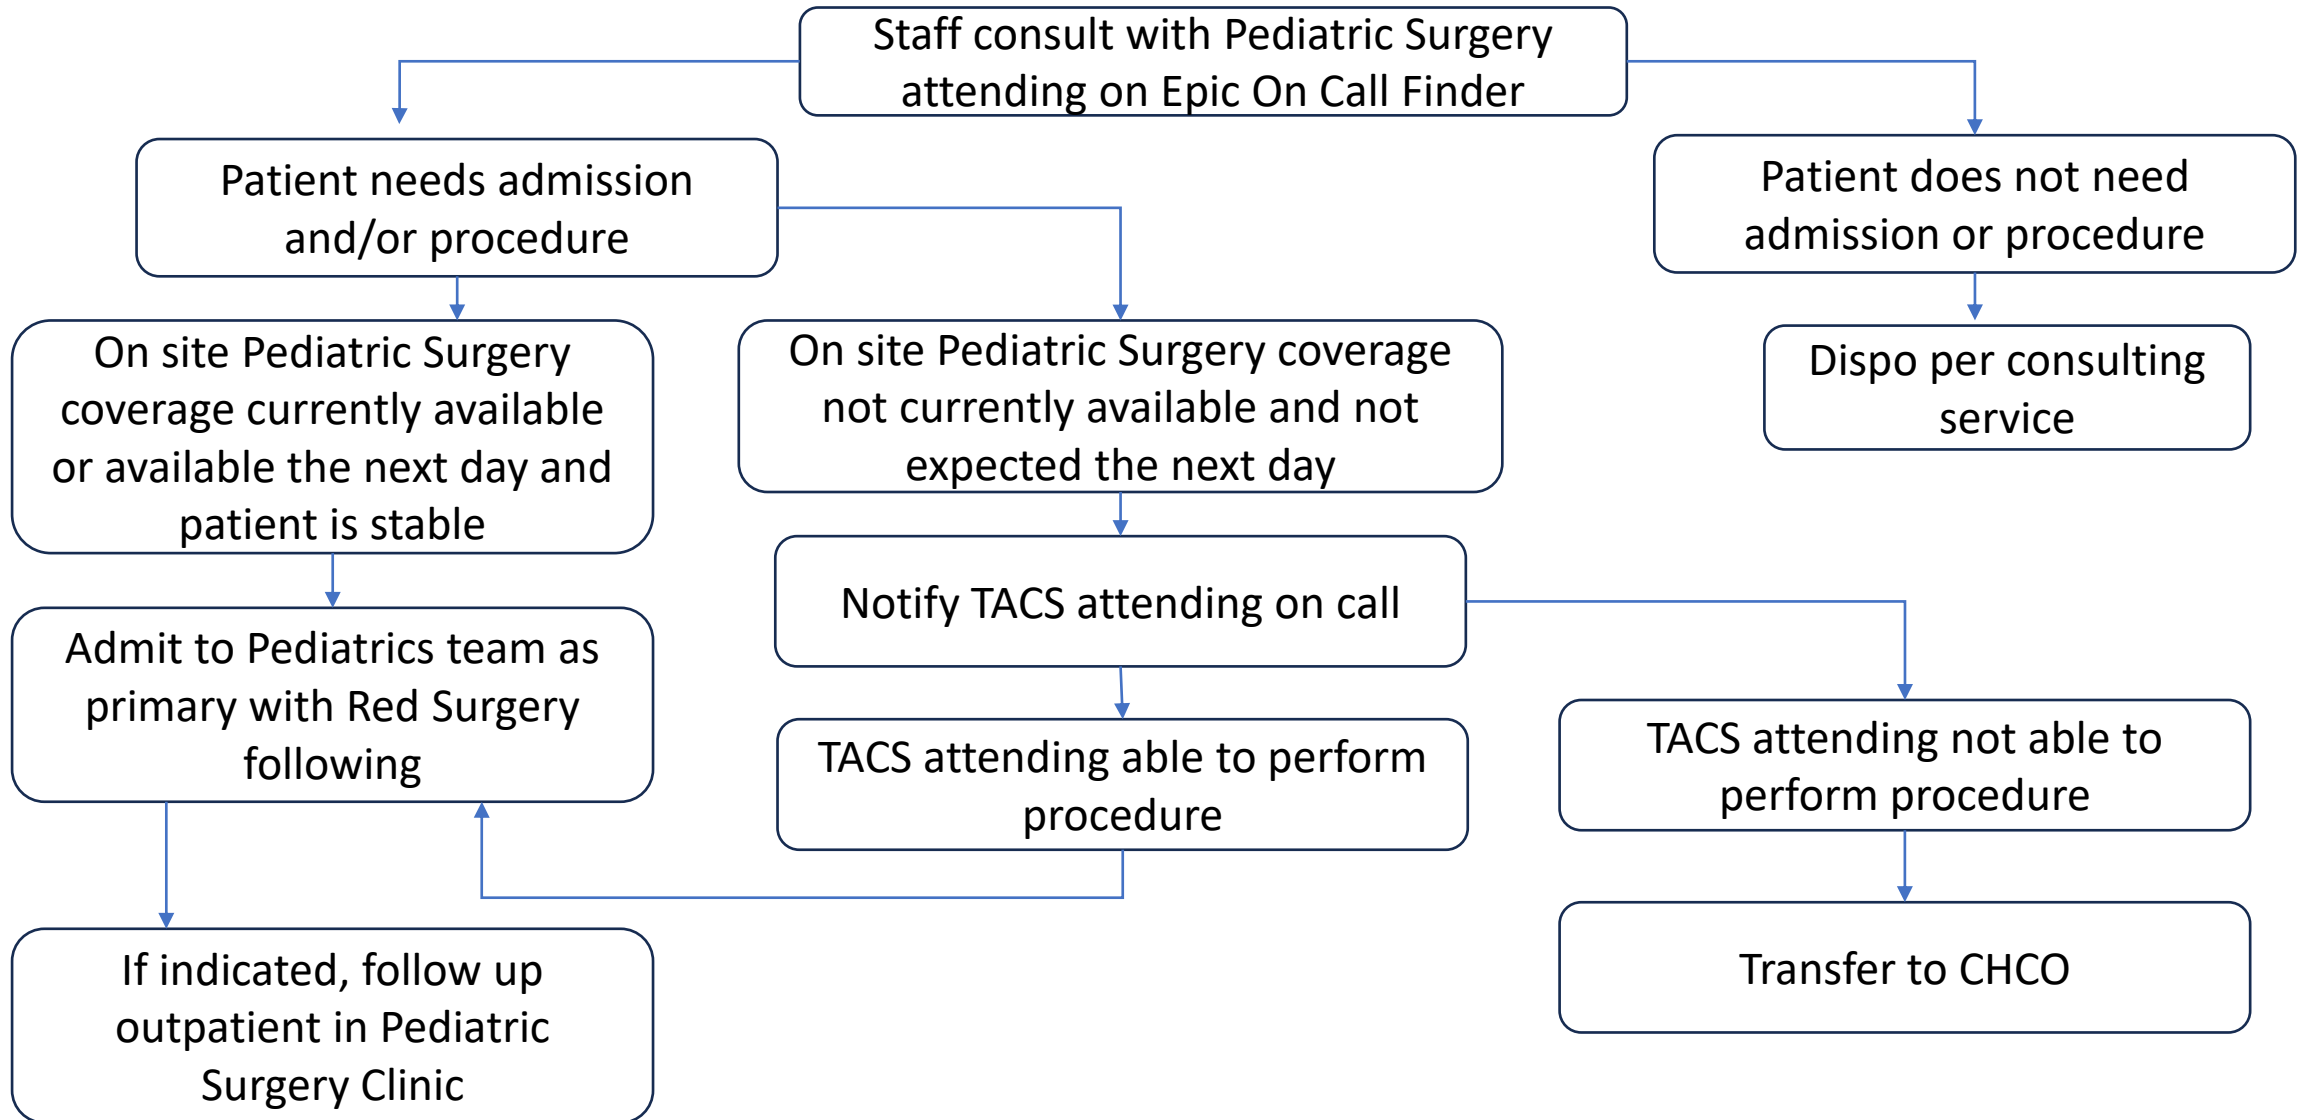 Staff consult with Pediatric Surgery
attending on Epic On Call Finder
Patient needs admission
and/or procedure
Patient does not need
admission or procedure
On site Pediatric Surgery
coverage currently available
or available the next day and
patient is stable
On site Pediatric Surgery coverage
not currently available and not
expected the next day
Dispo per consulting
service
Notify TACS attending on call
Admit to Pediatrics team as
primary with Red Surgery
following
TACS attending able to perform
procedure
TACS attending not able to
perform procedure
If indicated, follow up
outpatient in Pediatric
Surgery Clinic
Transfer to CHCO